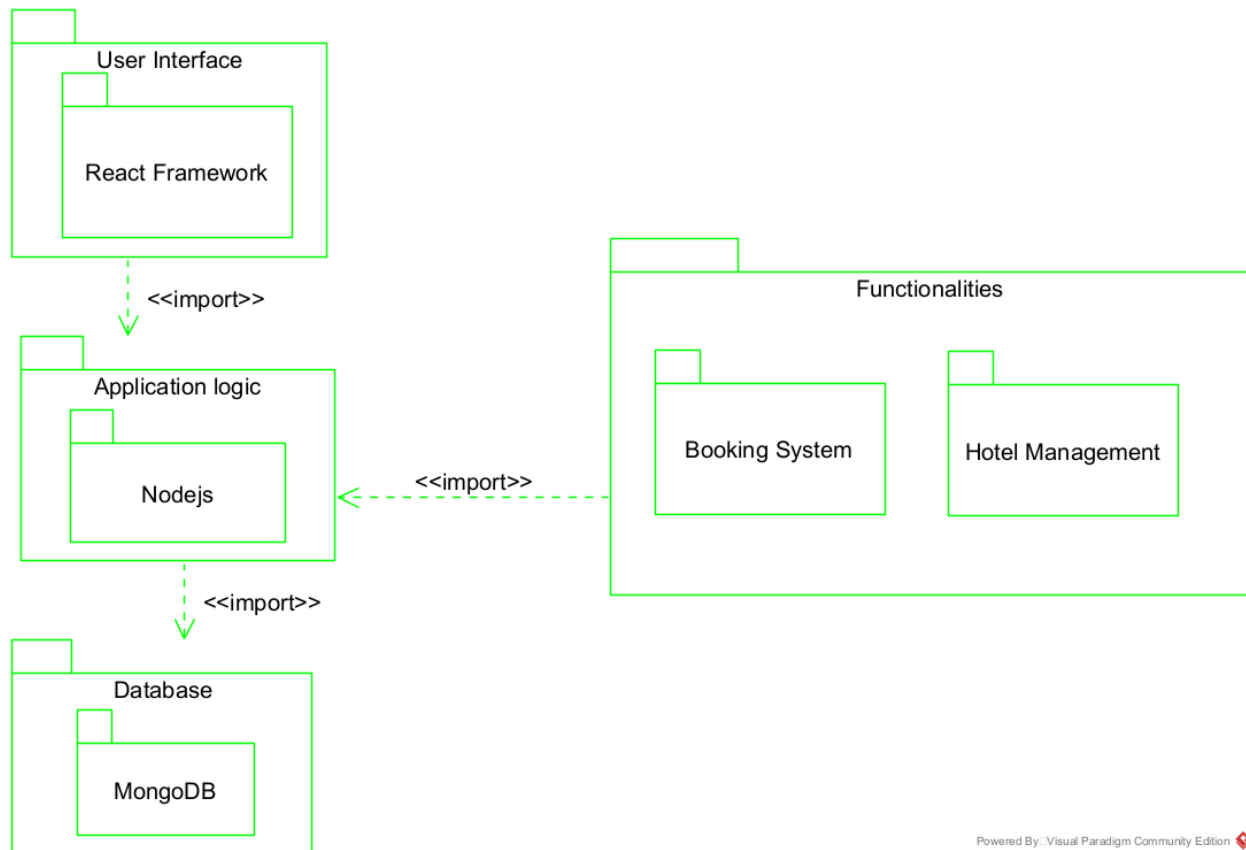 User Interface
React Framework
<<import>>
Functionalities
Application logic
Booking System
Hotel Management
<<import>>
Nodejs
<<import>>
Database
MongoDB
Powered By Visual Paradigm Community Edition